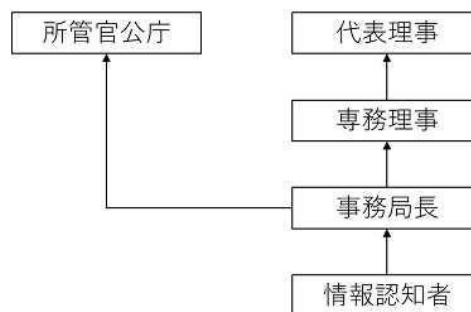 所管官公庁
代表理事
専務理事
事務局長
情報認知者